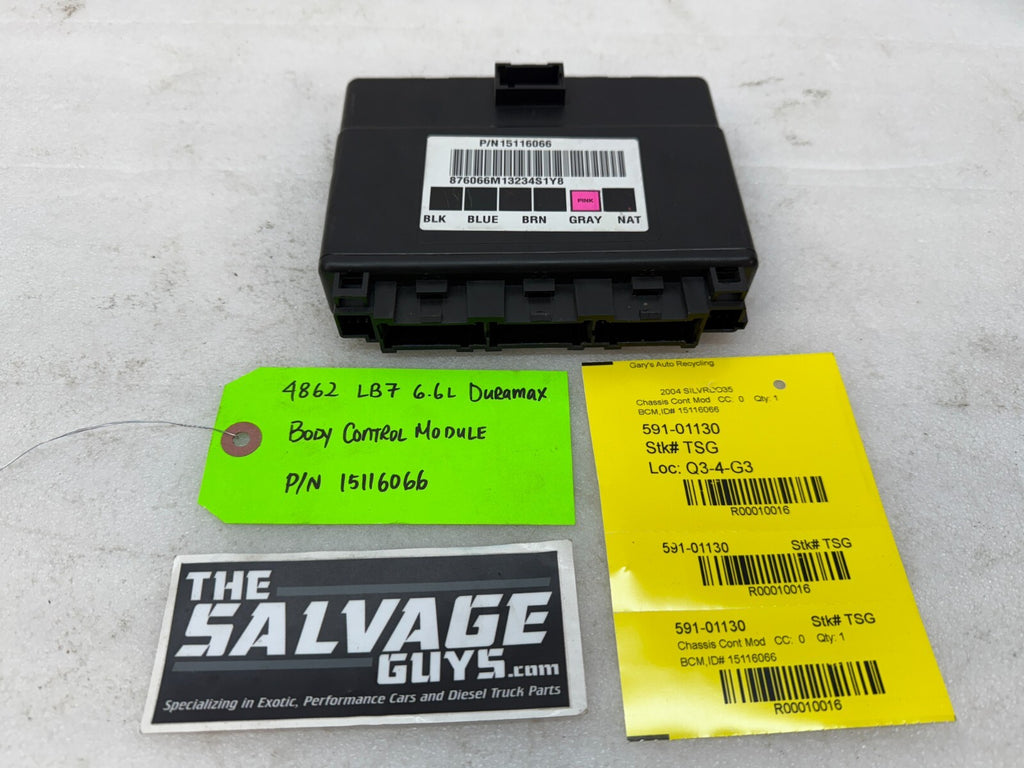 P/N15116066
876066M13234S1Y8
PINK
BLK BLUE BRN GRAY NAT
4862 LB7 6.6L Duramax
Body Control Module
P/N 15116066
THE
SALVAGE
GUYS.com
Specializing in Exotic, Performance Cars and Diesel Truck Parts
Gary's Auto Recycling
2004 SILVRDO35
Chassis Cont Mod CC: 0 Qty: 1
BCM,ID# 15116066
591-01130
Stk# TSG
Loc: Q3-4-G3
R00010016
591-01130 Stk# TSG
R00010016
591-01130 Stk# TSG
Chassis Cont Mod CC: 0 Qty: 1
BCM,ID# 15116066
R00010016